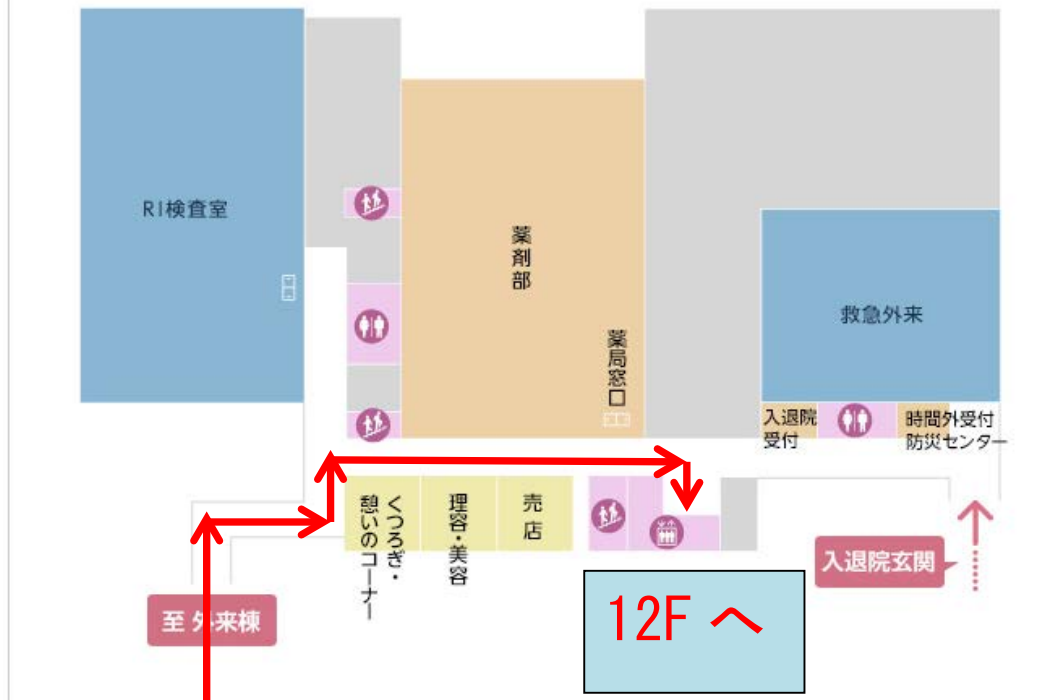 RI検査室
薬剤部
薬局窓口
救急外来
入退院
受付
時間外受付
防災センター
くつろぎ・
憩いのコーナー
理容・美容
売店
入退院玄関
至 外来棟
12F へ